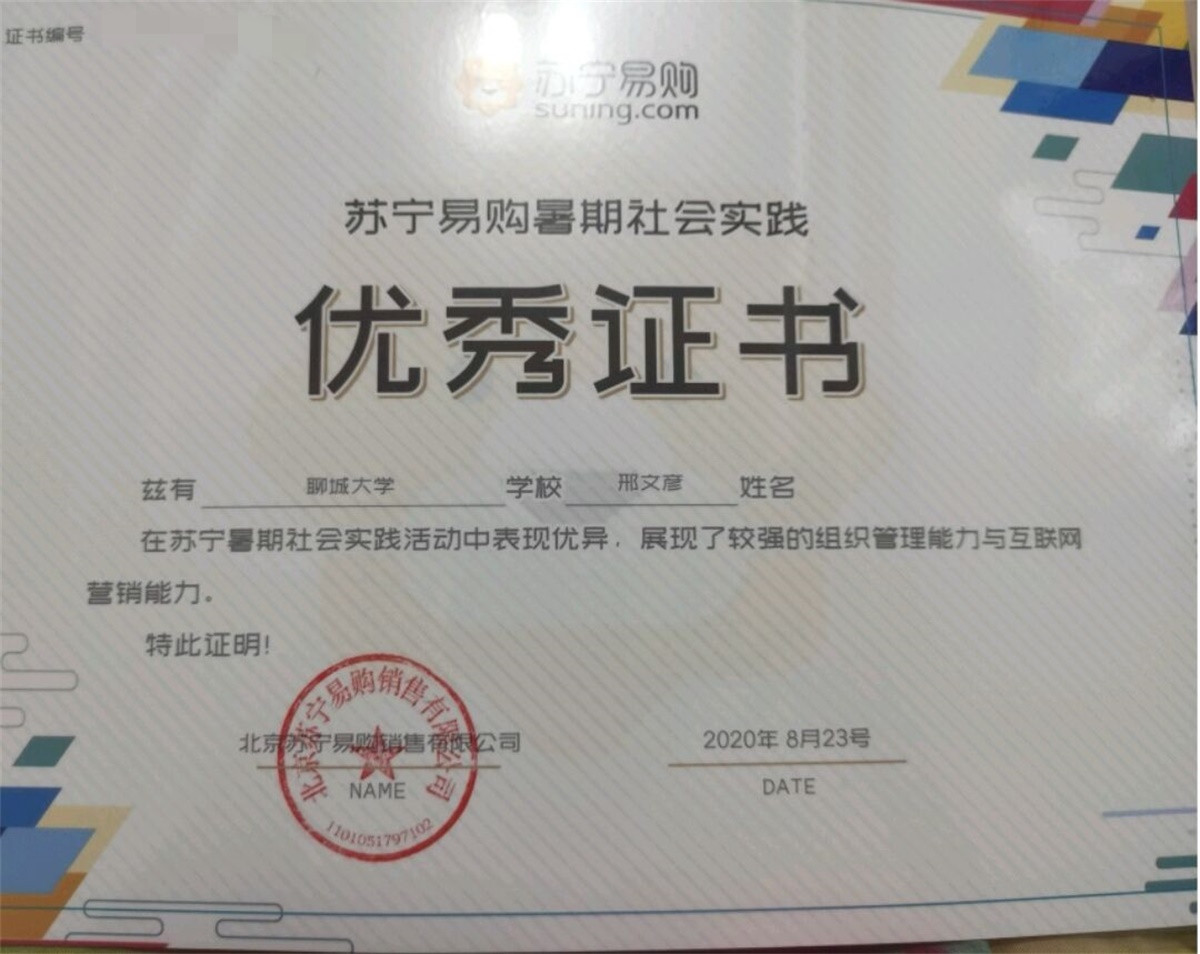 证书编号
苏宁易购
suning.com
苏宁易购暑期社会实践
优秀证书
兹有 聊城大学 学校 邢文彦 姓名
在苏宁暑期社会实践活动中表现优异，展现了较强的组织管理能力与互联网
营销能力。
特此证明!
北京苏宁易购销售有限公司
北京苏宁易购销售有限公司 2020年 8月23号
NAME DATE
1101051797102